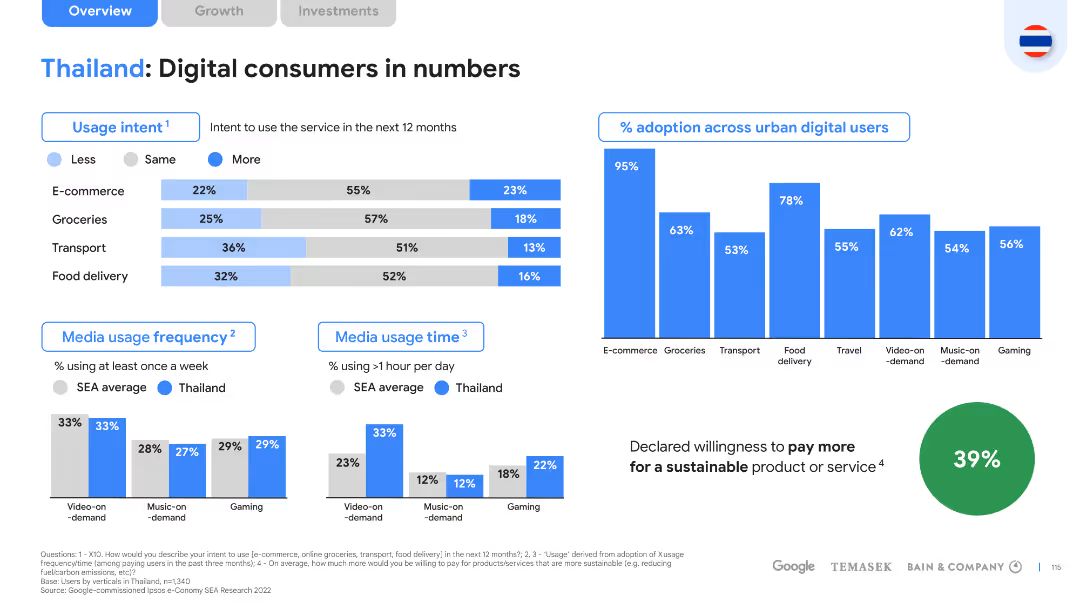 Overview
Growth
Investments
Thailand: Digital consumers in numbers
Usage intent 1
Intent to use the service in the next 12 months
Less
Same
More
E-commerce 22% 55% 23%
Groceries 25% 57% 18%
Transport 36% 51% 13%
Food delivery 32% 52% 16%
% adoption across urban digital users
95%
63%
53%
78%
55%
62%
54%
56%
E-commerce
Groceries
Transport
Food
delivery
Travel
Video-on
-demand
Music-on
-demand
Gaming
Media usage frequency 2
% using at least once a week
SEA average
Thailand
33% 33%
28% 27%
29% 29%
Video-on
-demand
Music-on
-demand
Gaming
Media usage time 3
% using >1 hour per day
SEA average
Thailand
23% 33%
12% 12%
18% 22%
Video-on
-demand
Music-on
-demand
Gaming
Declared willingness to pay more
for a sustainable product or service 4
39%
Questions: 1 - X10. How would you describe your intent to use [e-commerce, online groceries, transport, food delivery] in the next 12 months?; 2, 3 - 'Usage' derived from adoption of X usage
frequency/time (among paying users in the past three months); 4 - On average, how much more would you be willing to pay for products/services that are more sustainable (e.g. reducing
fuel/carbon emissions, etc)?
Base: Users by verticals in Thailand, n=1,340
Source: Google-commissioned Ipsos e-Conomy SEA Research 2022
Google
TEMASEK
BAIN & COMPANY
115